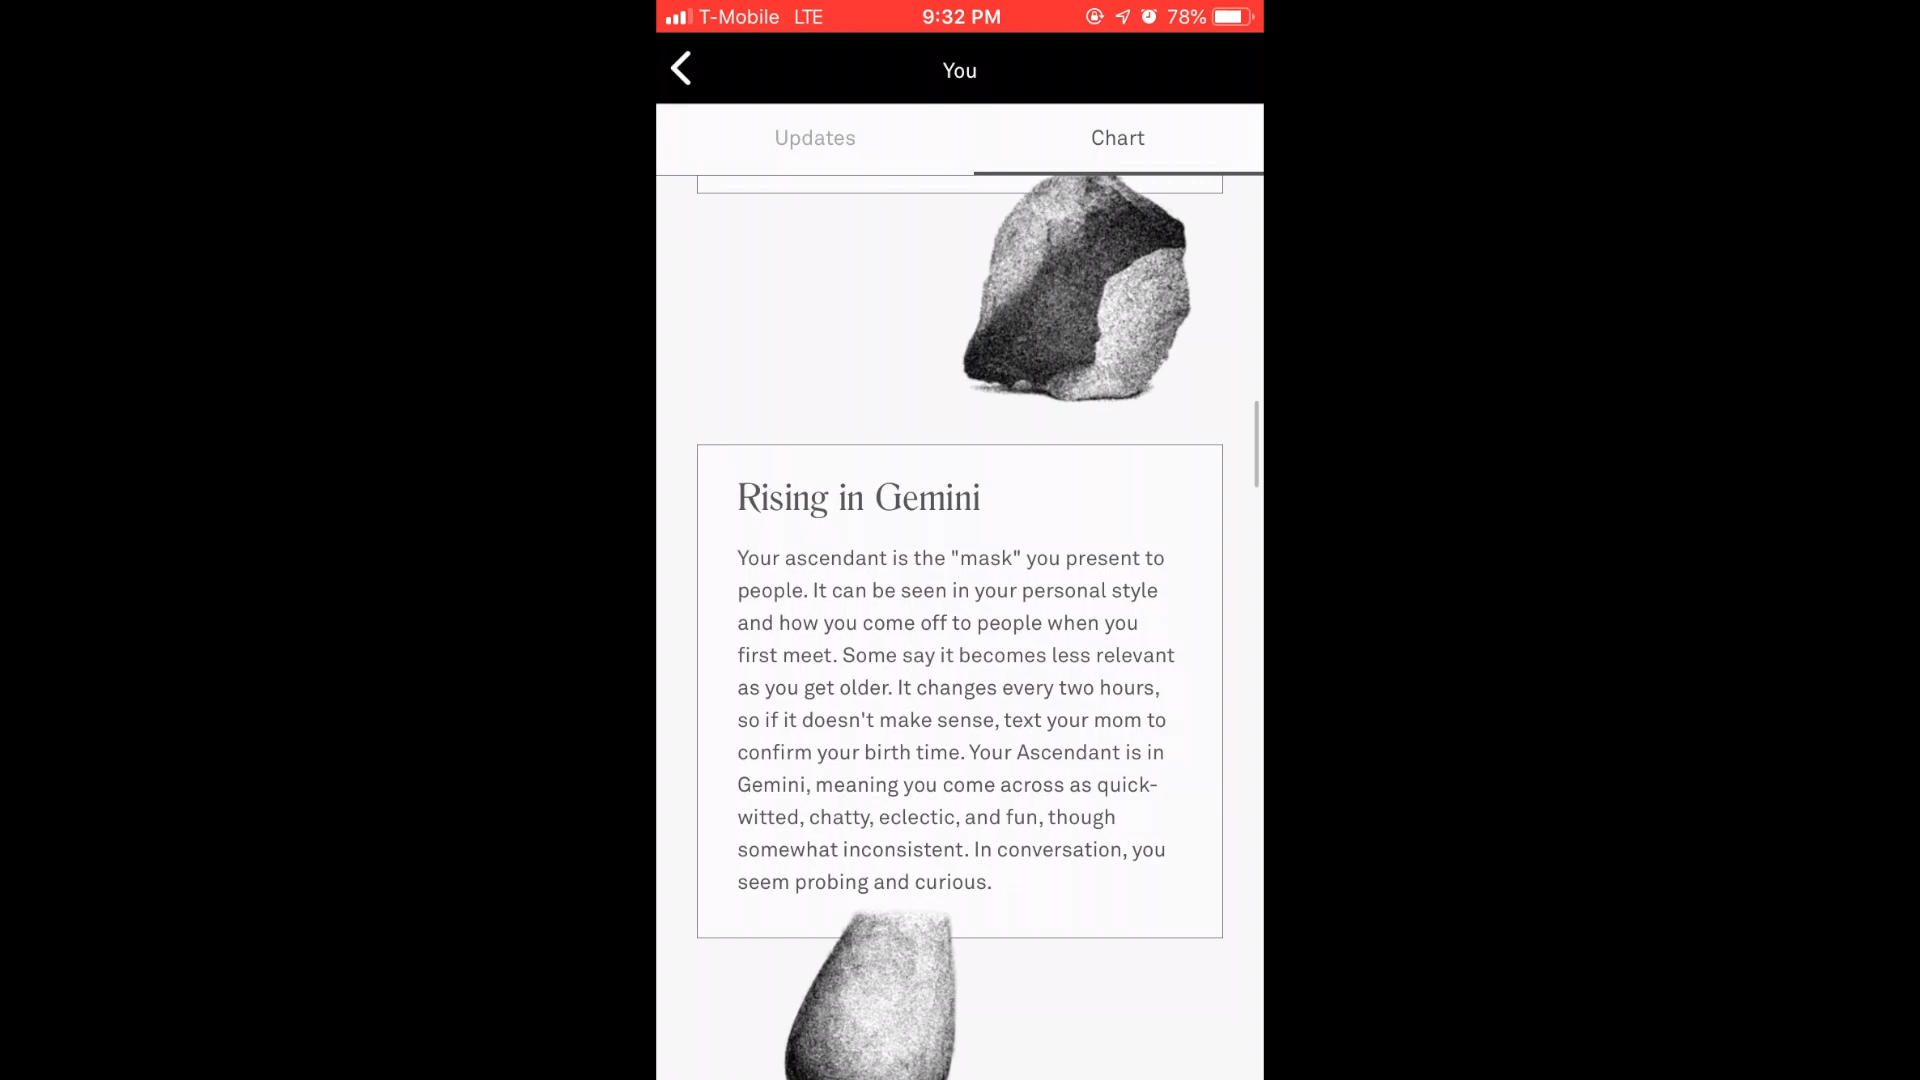 T-Mobile LTE 9:32 PM 78%
You
Updates Chart
Rising in Gemini
Your ascendant is the "mask" you present to
people. It can be seen in your personal style
and how you come off to people when you
first meet. Some say it becomes less relevant
as you get older. It changes every two hours,
so if it doesn't make sense, text your mom to
confirm your birth time. Your Ascendant is in
Gemini, meaning you come across as quick-
witted, chatty, eclectic, and fun, though
somewhat inconsistent. In conversation, you
seem probing and curious.